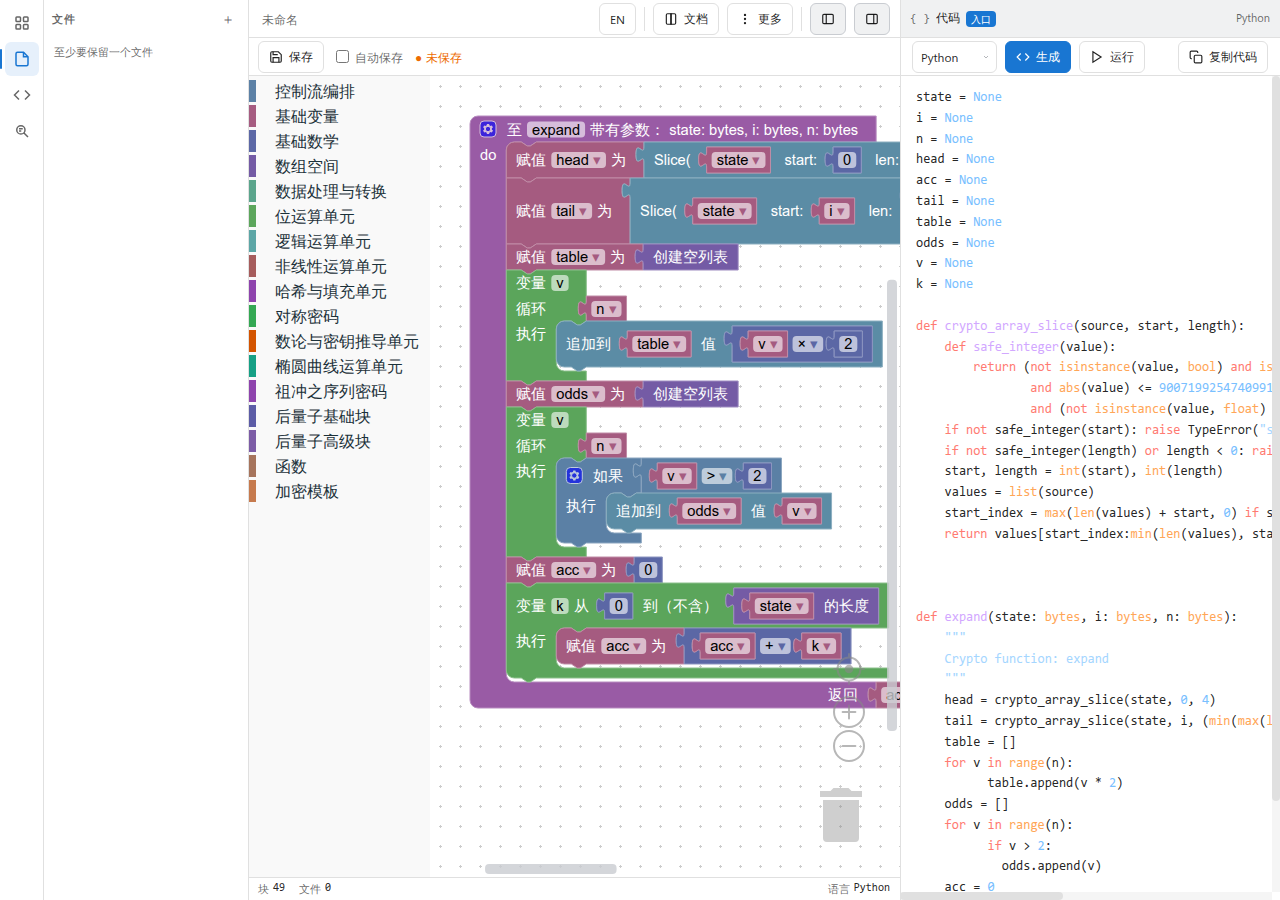 文件 +
至少要保留一个文件
未命名
EN 文档 更多
保存 自动保存 未保存
控制流编排
基础变量
基础数学
数组空间
数据处理与转换
位运算单元
逻辑运算单元
非线性运算单元
哈希与填充单元
对称密码
数论与密钥推导单元
椭圆曲线运算单元
祖冲之序列密码
后量子基础块
后量子高级块
函数
加密模板
至 expand 带有参数： state: bytes, i: bytes, n: bytes
do
赋值 head 为 Slice( state start: 0 len:
赋值 tail 为 Slice( state start: i len:
赋值 table 为 创建空列表
变量 v
循环 n
执行 追加到 table 值 v × 2
赋值 odds 为 创建空列表
变量 v
循环 n
执行 如果 v > 2
执行 追加到 odds 值 v
赋值 acc 为 0
变量 k 从 0 到（不含） state 的长度
执行 赋值 acc 为 acc + k
返回
块 49 文件 0 语言 Python
{ } 代码 入口 Python
Python 生成 运行 复制代码
state = None
i = None
n = None
head = None
acc = None
tail = None
table = None
odds = None
v = None
k = None
def crypto_array_slice(source, start, length):
def safe_integer(value):
return (not isinstance(value, bool) and is
and abs(value) <= 9007199254740991
and (not isinstance(value, float)
if not safe_integer(start): raise TypeError("s
if not safe_integer(length) or length < 0: rai
start, length = int(start), int(length)
values = list(source)
start_index = max(len(values) + start, 0) if s
return values[start_index:min(len(values), sta
def expand(state: bytes, i: bytes, n: bytes):
"""
Crypto function: expand
"""
head = crypto_array_slice(state, 0, 4)
tail = crypto_array_slice(state, i, (min(max(l
table = []
for v in range(n):
table.append(v * 2)
odds = []
for v in range(n):
if v > 2:
odds.append(v)
acc = 0